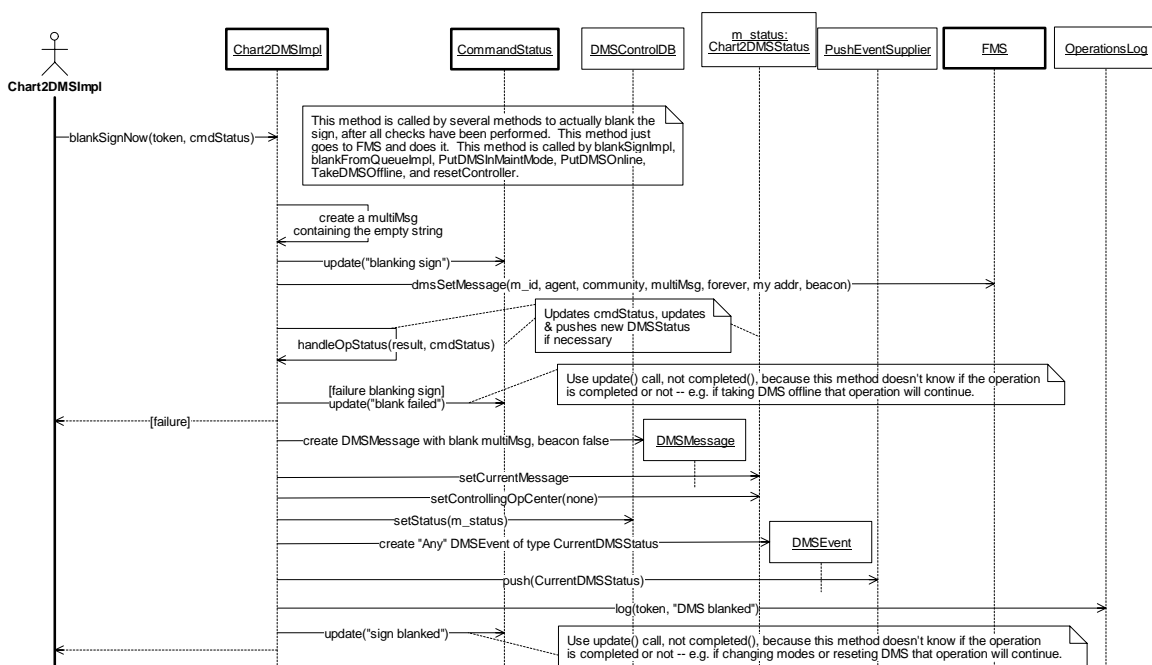 m_status:
Chart2DMSImpl
CommandStatus
DMSControlDB
Chart2DMSStatus
PushEventSupplier
FMS
OperationsLog
Chart2DMSImpl
This method is called by several methods to actually blank the
sign, after all checks have been performed.  This method just
goes to FMS and does it.  This method is called by blankSignImpl,
blankFromQueueImpl, PutDMSInMaintMode, PutDMSOnline,
TakeDMSOffline, and resetController.
blankSignNow(token, cmdStatus)
create a multiMsg
containing the empty string
update("blanking sign")
dmsSetMessage(m_id, agent, community, multiMsg, forever, my addr, beacon)
Updates cmdStatus, updates
& pushes new DMSStatus
if necessary
handleOpStatus(result, cmdStatus)
Use update() call, not completed(), because this method doesn't know if the operation
is completed or not -- e.g. if taking DMS offline that operation will continue.
[failure blanking sign]
update("blank failed")
[failure]
create DMSMessage with blank multiMsg, beacon false
DMSMessage
setCurrentMessage
setControllingOpCenter(none)
setStatus(m_status)
create "Any" DMSEvent of type CurrentDMSStatus
DMSEvent
push(CurrentDMSStatus)
log(token, "DMS blanked")
update("sign blanked")
Use update() call, not completed(), because this method doesn't know if the operation
is completed or not -- e.g. if changing modes or reseting DMS that operation will continue.